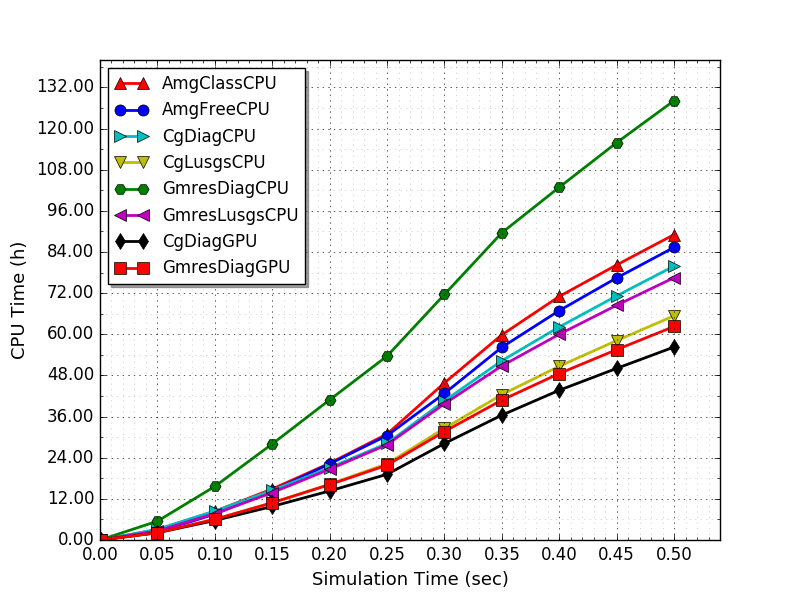 132.00
120.00
108.00
96.00
84.00
72.00
60.00
48.00
36.00
24.00
12.00
0.00
CPU Time (h)
AmgClassCPU
AmgFreeCPU
CgDiagCPU
CgLusgsCPU
GmresDiagCPU
GmresLusgsCPU
CgDiagGPU
GmresDiagGPU
0.00 0.05 0.10 0.15 0.20 0.25 0.30 0.35 0.40 0.45 0.50
Simulation Time (sec)